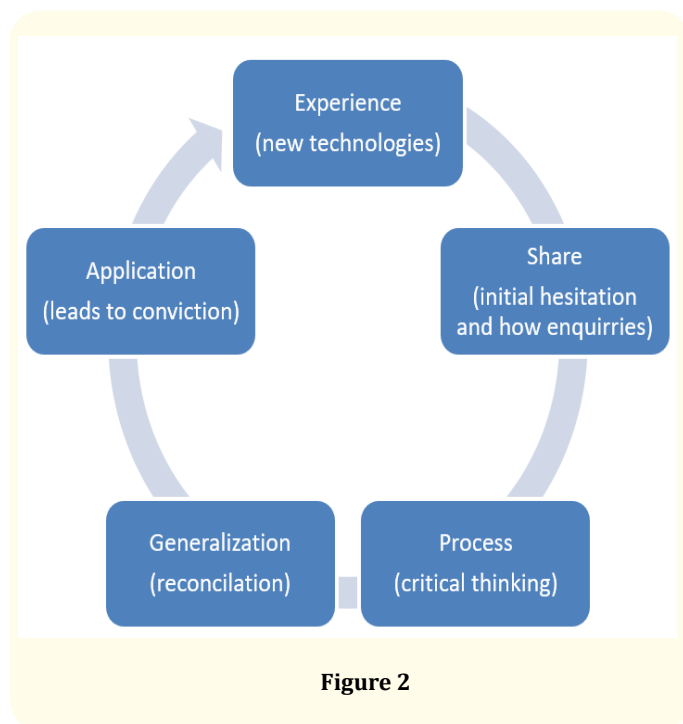 Experience
(new technologies)
Share
(initial hesitation
and how enquirries)
Process
(critical thinking)
Generalization
(reconcilation)
Application
(leads to conviction)
Figure 2